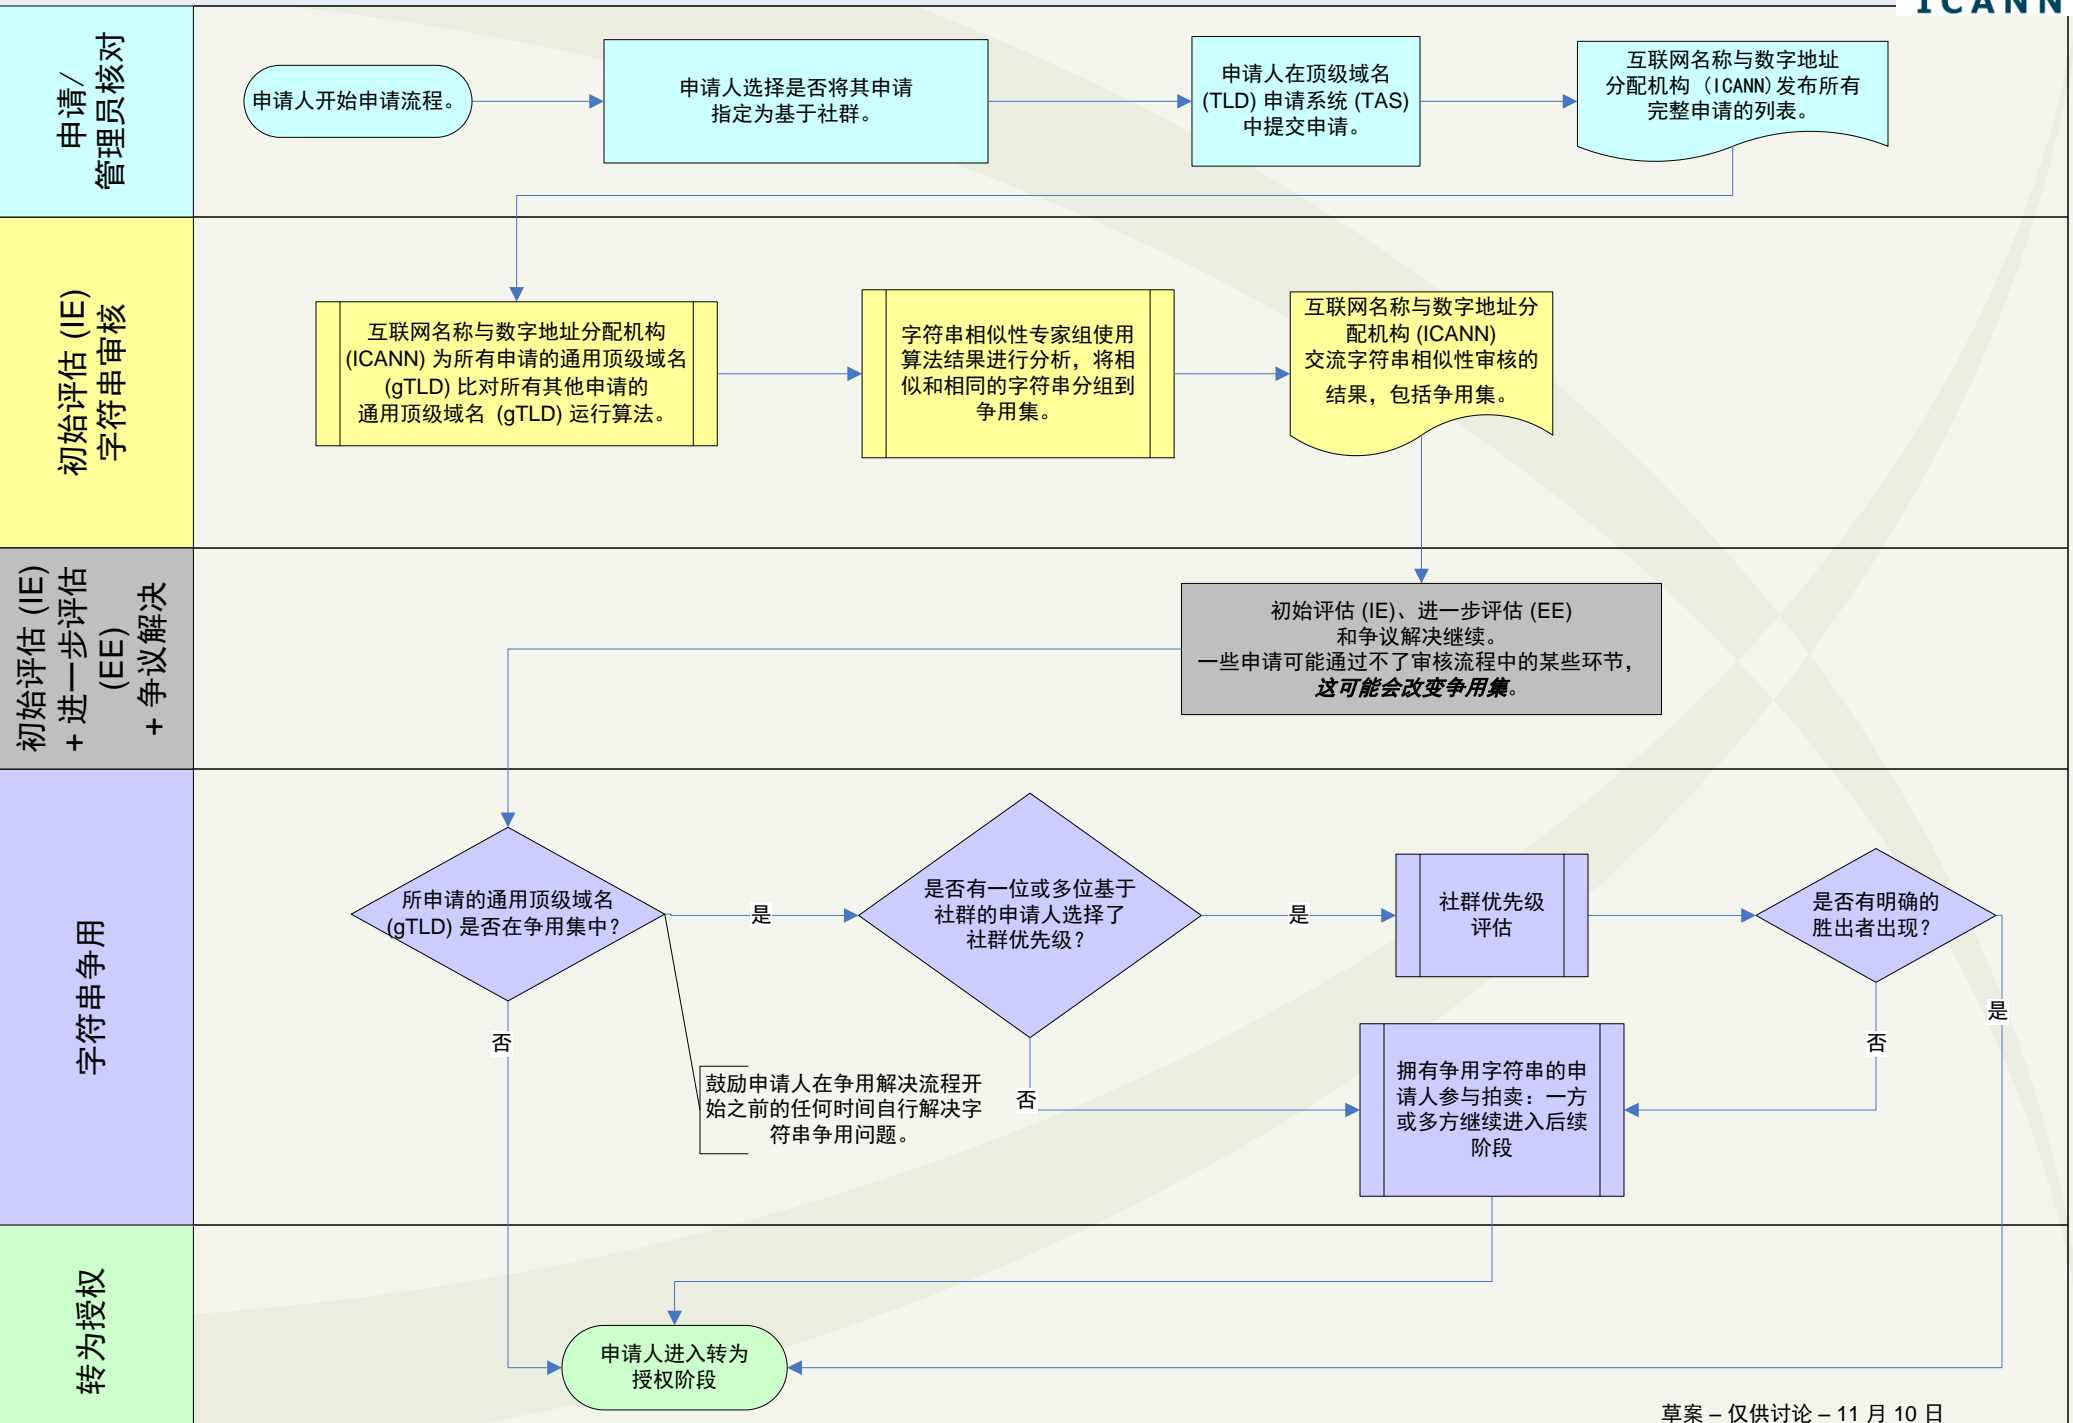 ICANN
申请/
管理员核对
申请人开始申请流程。
申请人选择是否将其申请
指定为基于社群。
申请人在顶级域名
(TLD) 申请系统 (TAS)
中提交申请。
互联网名称与数字地址
分配机构 (ICANN)发布所有
完整申请的列表。
初始评估 (IE)
字符串审核
互联网名称与数字地址分配机构
(ICANN) 为所有申请的通用顶级域名
(gTLD) 比对所有其他申请的
通用顶级域名 (gTLD) 运行算法。
字符串相似性专家组使用
算法结果进行分析，将相
似和相同的字符串分组到
争用集。
互联网名称与数字地址分
配机构 (ICANN)
交流字符串相似性审核的
结果，包括争用集。
初始评估 (IE)
+ 进一步评估
(EE)
+ 争议解决
初始评估 (IE)、进一步评估 (EE)
和争议解决继续。
一些申请可能通过不了审核流程中的某些环节，
这可能会改变争用集。
字符串争用
所申请的通用顶级域名
(gTLD) 是否在争用集中？
是
是否有一位或多位基于
社群的申请人选择了
社群优先级？
是
社群优先级
评估
是否有明确的
胜出者出现？
是
否
否
否
鼓励申请人在争用解决流程开
始之前的任何时间自行解决字
符串争用问题。
拥有争用字符串的申
请人参与拍卖：一方
或多方继续进入后续
阶段
转为授权
申请人进入转为
授权阶段
草案 – 仅供讨论 – 11 月 10 日